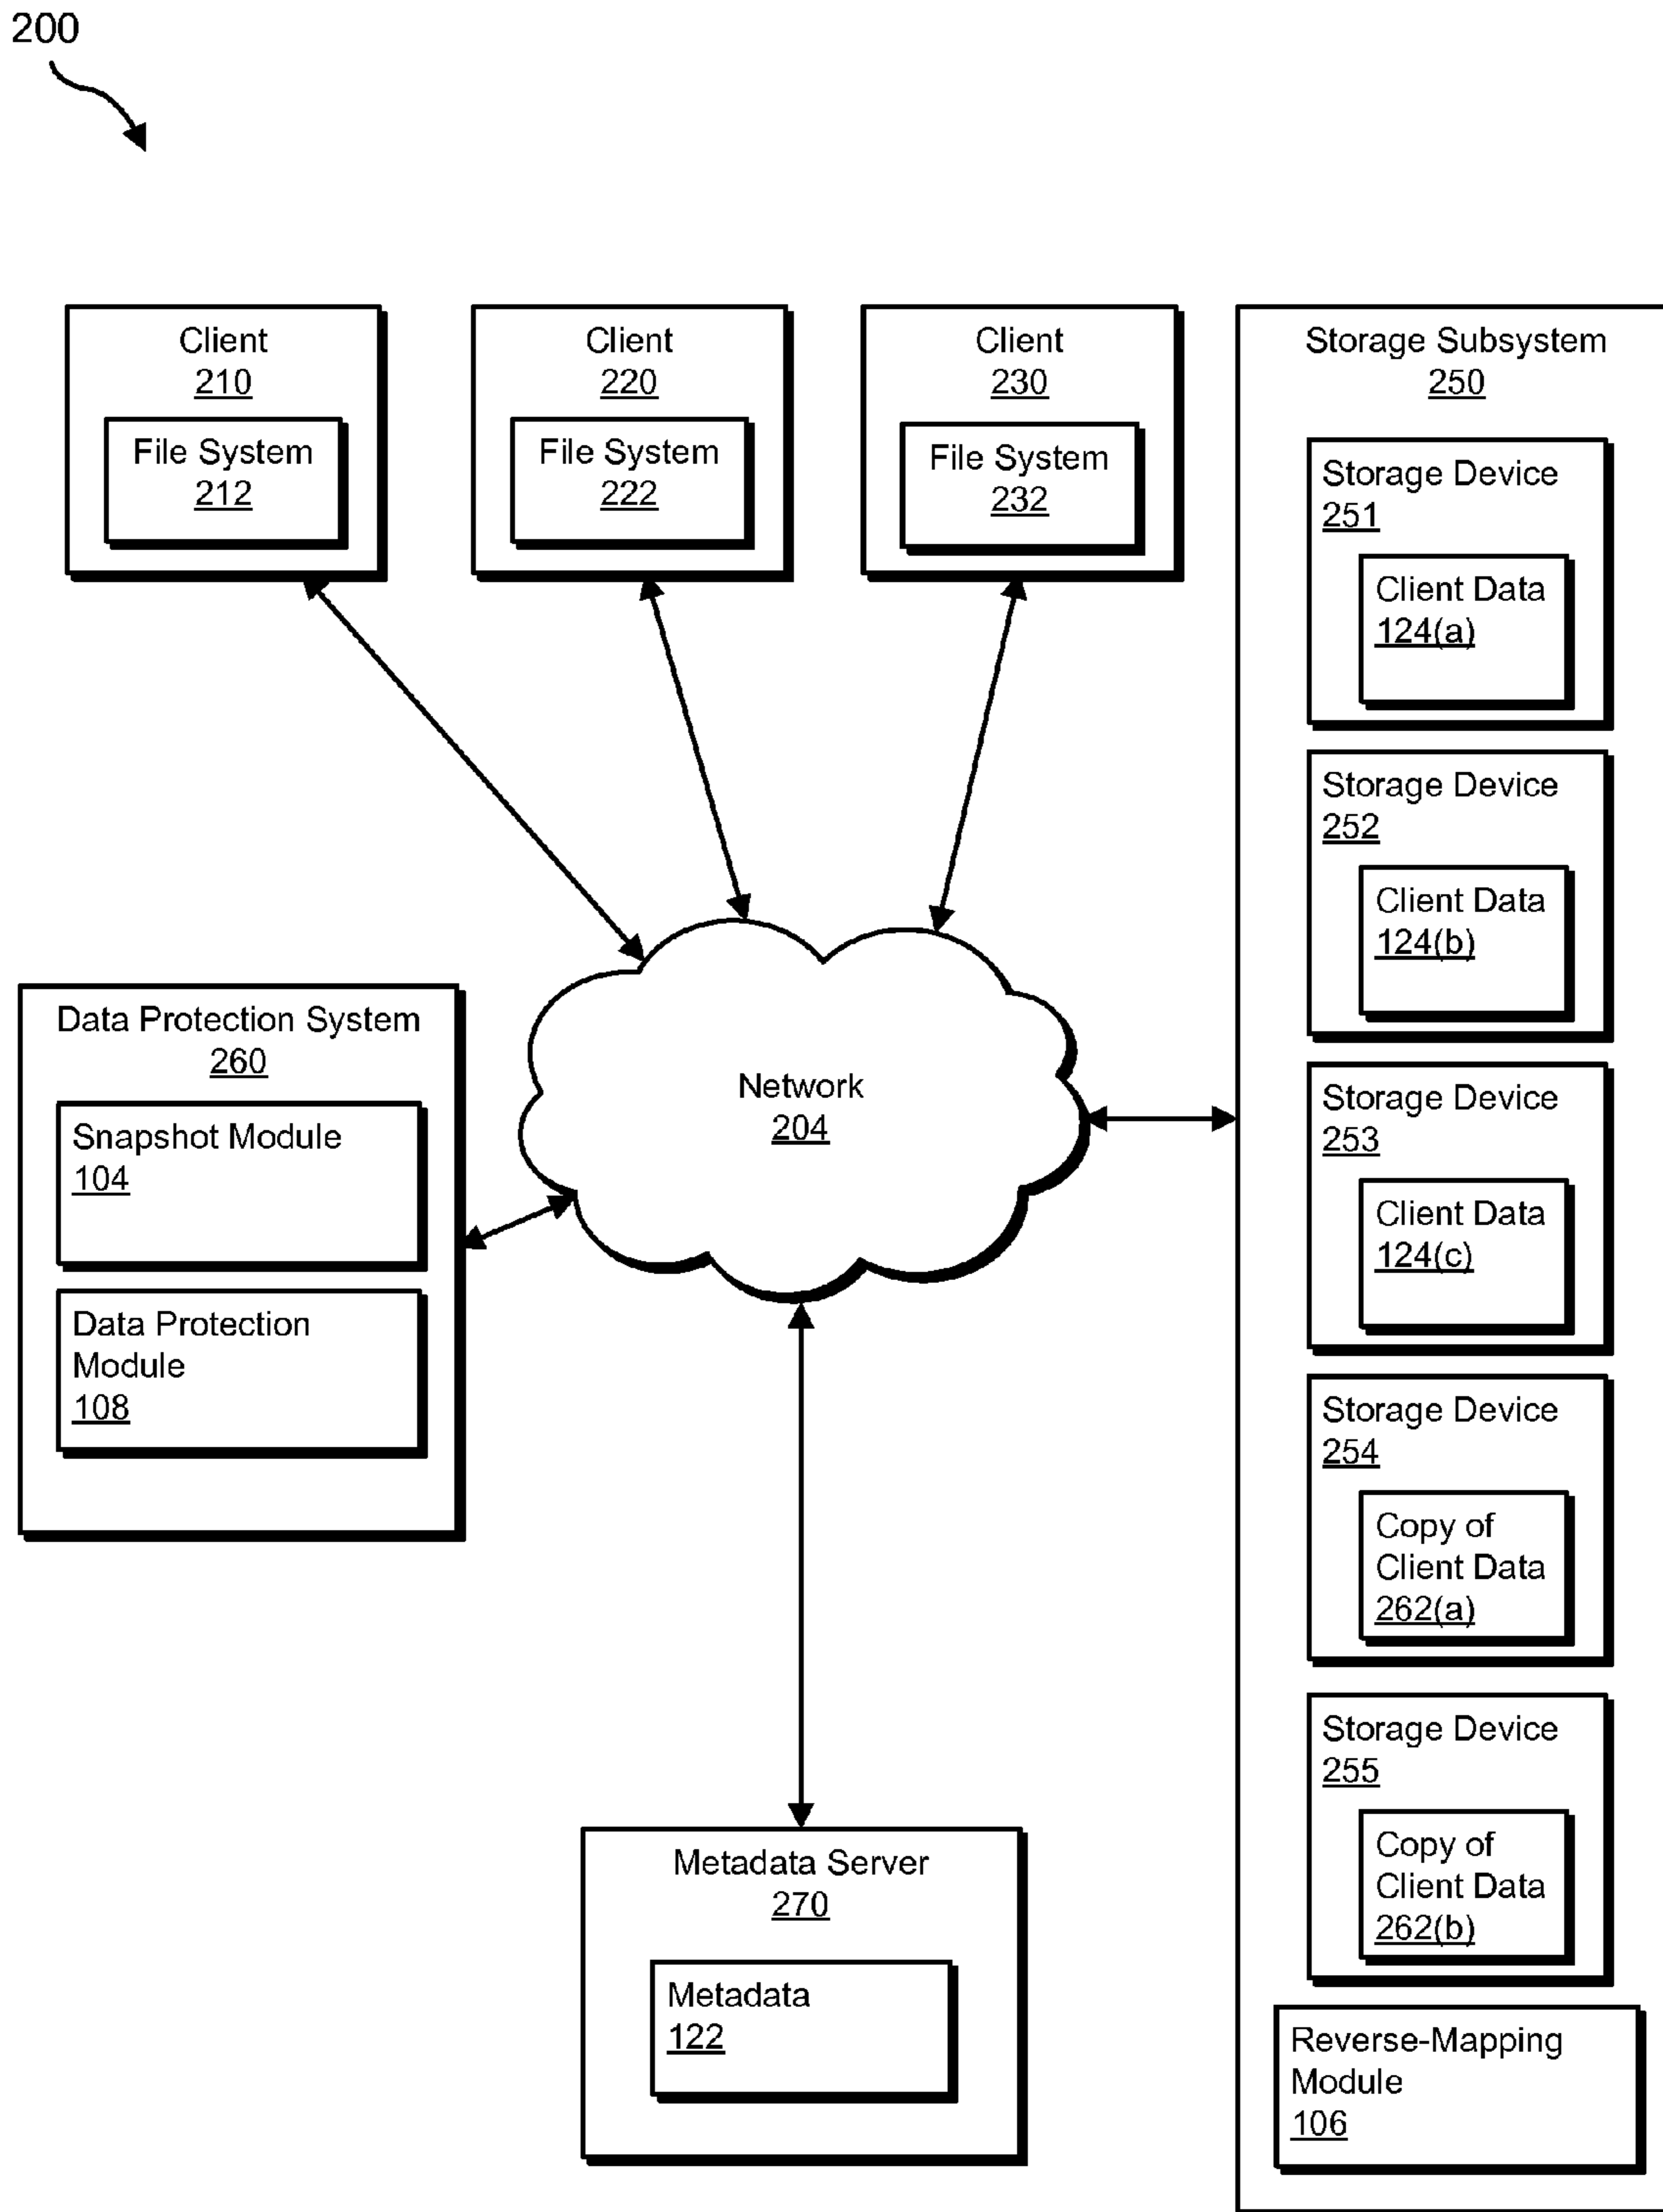 200
Client
210
File System
212
Client
220
File System
222
Client
230
File System
232
Storage Subsystem
250
Storage Device
251
Client Data
124(a)
Storage Device
252
Client Data
124(b)
Storage Device
253
Client Data
124(c)
Storage Device
254
Copy of
Client Data
262(a)
Storage Device
255
Copy of
Client Data
262(b)
Reverse-Mapping
Module
106
Network
204
Data Protection System
260
Snapshot Module
104
Data Protection
Module
108
Metadata Server
270
Metadata
122